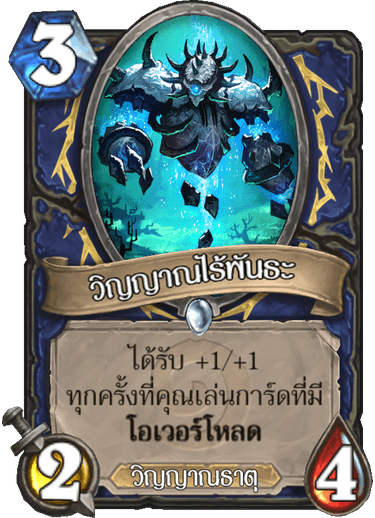 3
วิญญาณไร้พันธะ
ได้รับ +1/+1
ทุกครั้งที่คุณเล่นการ์ดที่มี
โอเวอร์โหลด
วิญญาณธาตุ
2
4